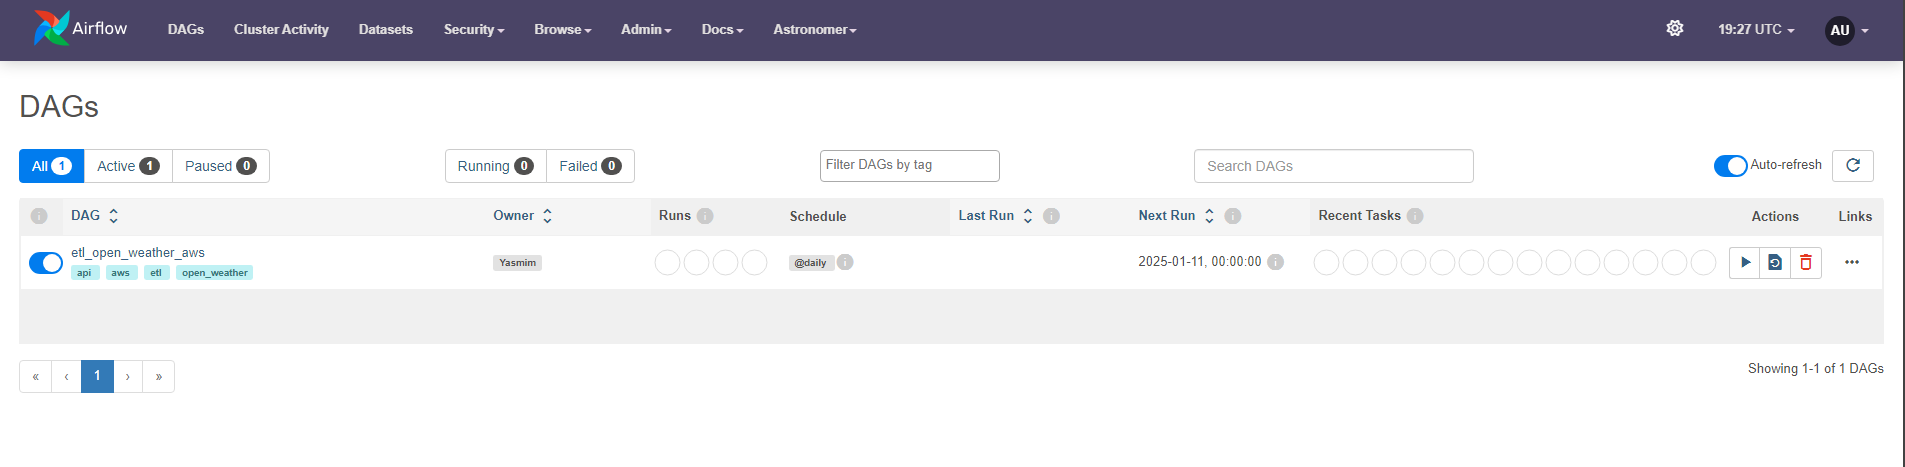 Airflow DAGs Cluster Activity Datasets Security Browse Admin Docs Astronomer 19:27 UTC AU
DAGs
All 1 Active 1 Paused 0 Running 0 Failed 0 Filter DAGs by tag Search DAGs Auto-refresh
i DAG Owner Runs i Schedule Last Run i Next Run i Recent Tasks i Actions Links
etl_open_weather_aws Yasmim @daily i 2025-01-11, 00:00:00 i
api aws etl open_weather
« ‹ 1 › » Showing 1-1 of 1 DAGs